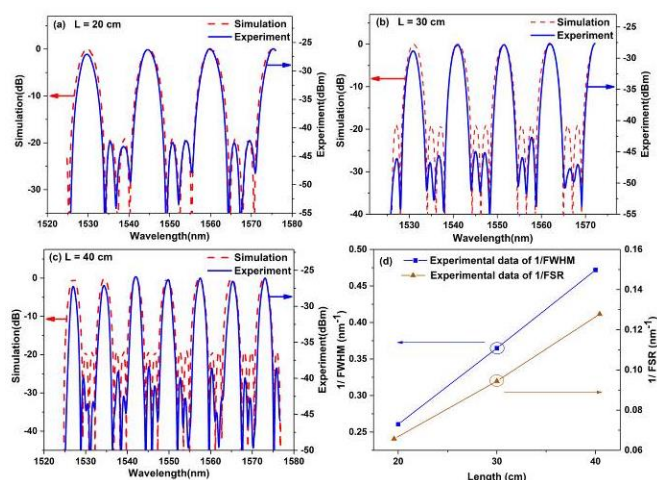 (a) L = 20 cm
Simulation
Experiment
0
-10
-20
-30
Simulation(dB)
-25
-30
-35
-40
-45
-50
-55
Experiment(dBm)
1520 1530 1540 1550 1560 1570 1580
Wavelength(nm)
(b) L = 30 cm
Simulation
Experiment
0
-10
-20
-30
-40
Simulation(dB)
-25
-30
-35
-40
-45
-50
-55
Experiment(dBm)
1520 1530 1540 1550 1560 1570 1580
Wavelength(nm)
(c) L = 40 cm
Simulation
Experiment
0
-10
-20
-30
-40
Simulation(dB)
-25
-30
-35
-40
-45
-50
Experiment(dBm)
1520 1530 1540 1550 1560 1570 1580
Wavelength(nm)
(d)
Experimental data of 1/FWHM
Experimental data of 1/FSR
0.50
0.45
0.40
0.35
0.30
0.25
1/ FWHM (nm⁻¹)
0.15
0.14
0.12
0.11
0.09
0.08
0.06
1/ FSR (nm⁻¹)
20 30 40
Length (cm)